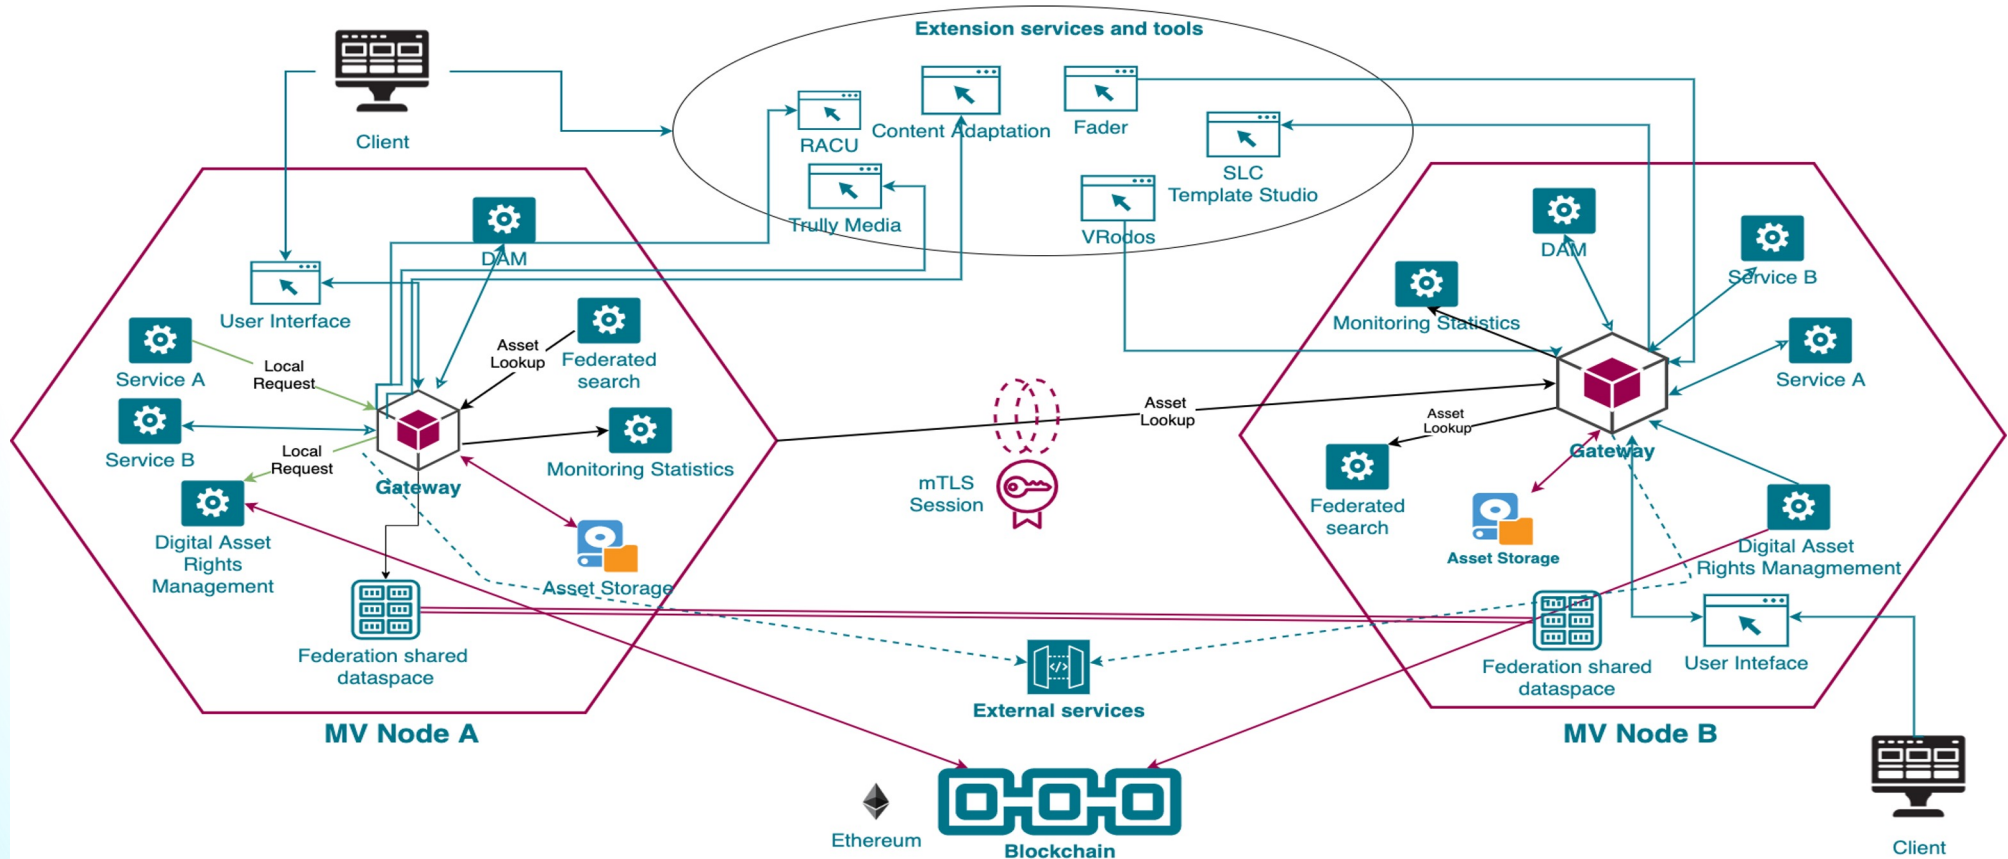 Extension services and tools
Client
RACU
Content Adaptation
Fader
SLC
Template Studio
Trully Media
VRodos
DAM
User Interface
Service A
Local
Request
Asset
Lookup
Federated
search
Service B
Local
Request
Gateway
Monitoring Statistics
Digital Asset
Rights
Management
Asset Storage
Federation shared
dataspace
MV Node A
mTLS
Session
Asset
Lookup
External services
Ethereum
Blockchain
DAM
Service B
Monitoring Statistics
Service A
Asset
Lookup
Gateway
Federated
search
Asset Storage
Digital Asset
Rights Managmement
Federation shared
dataspace
User Inteface
MV Node B
Client